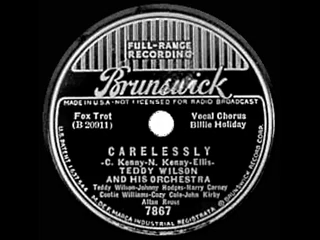 FULL-RANGE
RECORDING
Brunswick
MADE IN U.S.A. - NOT LICENSED FOR RADIO BROADCAST
Fox Trot
(B 20911)
Vocal Chorus
Billie Holiday
CARELESSLY
-C. Kenny-N. Kenny-Ellis-
TEDDY WILSON
AND HIS ORCHESTRA
Teddy Wilson-Johnny Hodges-Harry Carney
Cootie Williams-Cozy Cole-John Kirby
Allan Reuss
7867